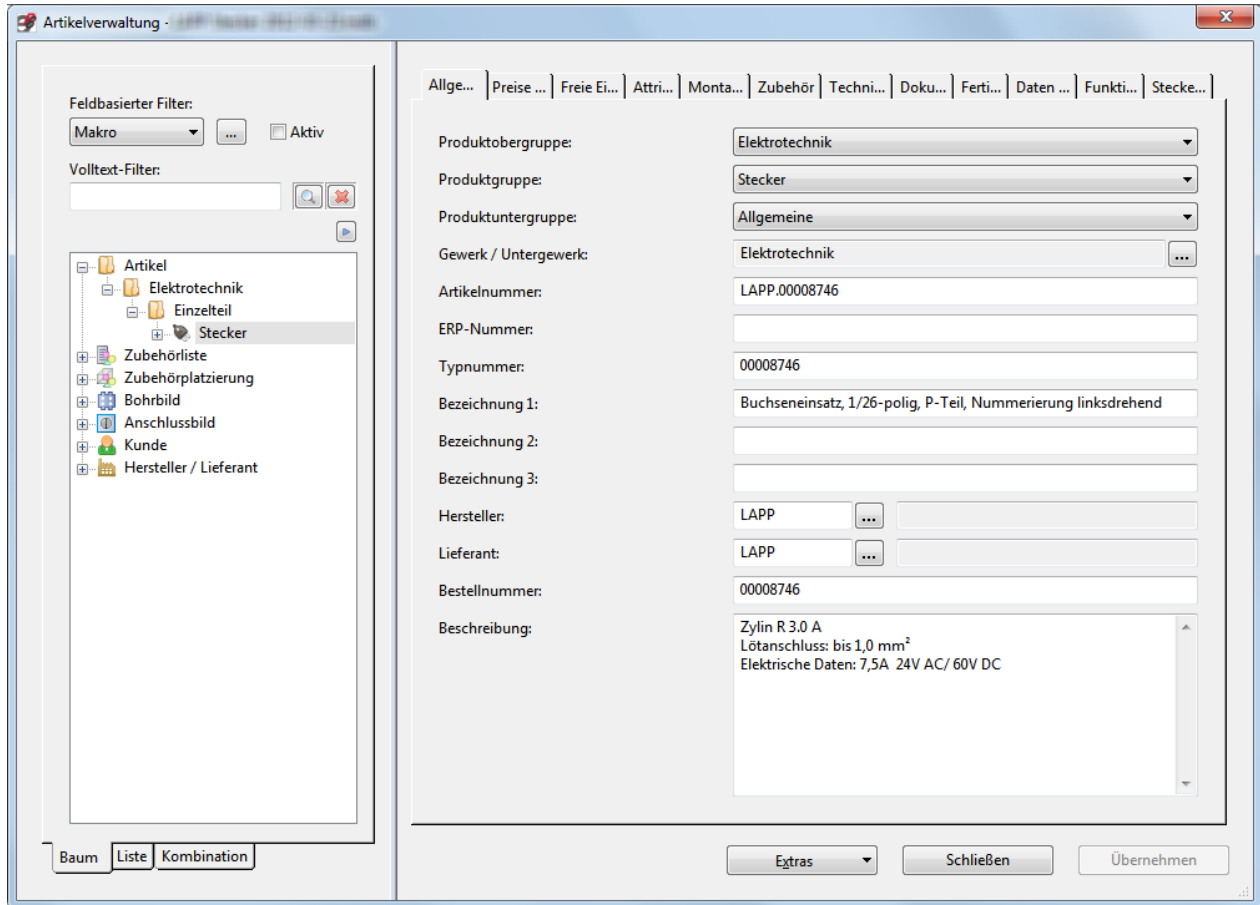 Artikelverwaltung -
Feldbasierter Filter:
Makro
...
Aktiv
Volltext-Filter:
Artikel
Elektrotechnik
Einzelteil
Stecker
Zubehörliste
Zubehörplatzierung
Bohrbild
Anschlussbild
Kunde
Hersteller / Lieferant
Baum Liste Kombination
Allge... Preise ... Freie Ei... Attri... Monta... Zubehör Techni... Doku... Ferti... Daten ... Funkti... Stecke...
Produktobergruppe: Elektrotechnik
Produktgruppe: Stecker
Produktuntergruppe: Allgemeine
Gewerk / Untergewerk: Elektrotechnik ...
Artikelnummer: LAPP.00008746
ERP-Nummer:
Typnummer: 00008746
Bezeichnung 1: Buchseneinsatz, 1/26-polig, P-Teil, Nummerierung linksdrehend
Bezeichnung 2:
Bezeichnung 3:
Hersteller: LAPP ...
Lieferant: LAPP ...
Bestellnummer: 00008746
Beschreibung: Zylin R 3.0 A
Lötanschluss: bis 1,0 mm²
Elektrische Daten: 7,5A  24V AC/ 60V DC
Extras Schließen Übernehmen